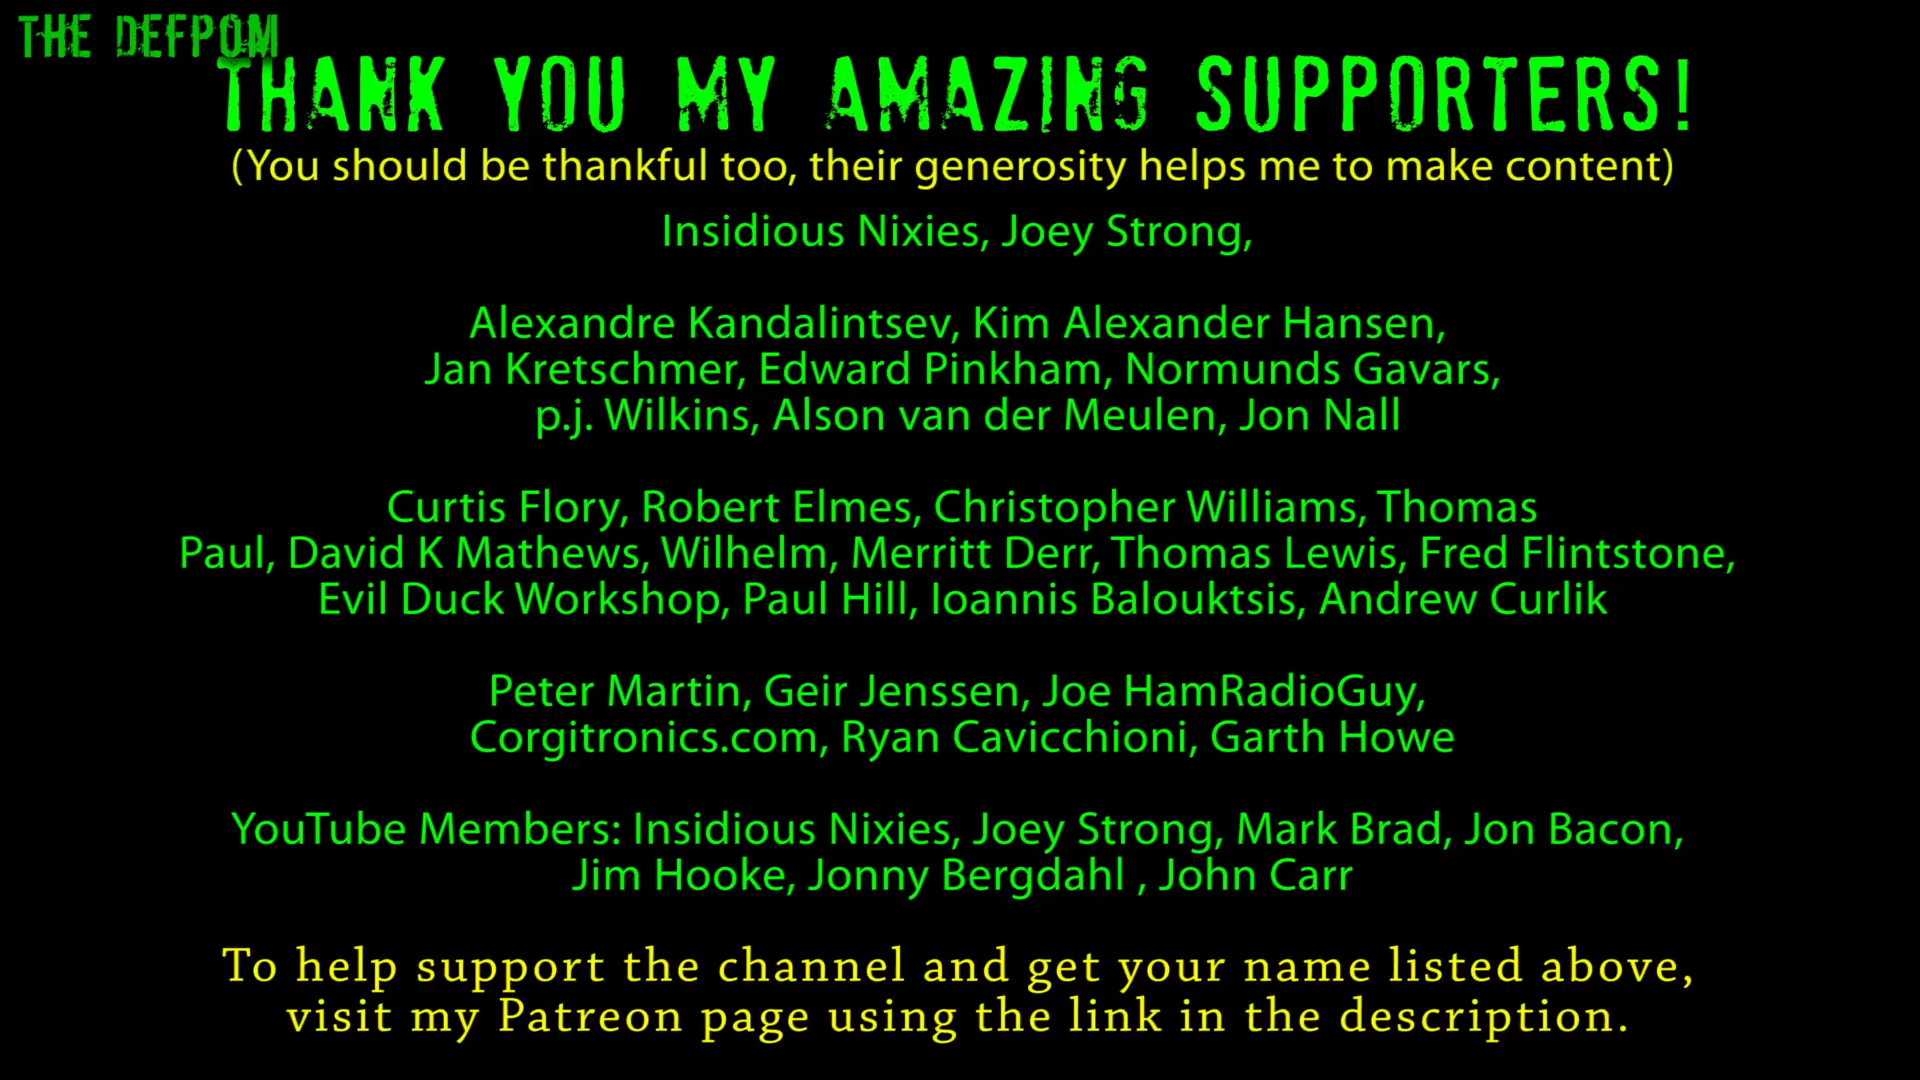 THE DEFPOM
THANK YOU MY AMAZING SUPPORTERS!
(You should be thankful too, their generosity helps me to make content)
Insidious Nixies, Joey Strong,
Alexandre Kandalintsev, Kim Alexander Hansen,
Jan Kretschmer, Edward Pinkham, Normunds Gavars,
p.j. Wilkins, Alson van der Meulen, Jon Nall
Curtis Flory, Robert Elmes, Christopher Williams, Thomas
Paul, David K Mathews, Wilhelm, Merritt Derr, Thomas Lewis, Fred Flintstone,
Evil Duck Workshop, Paul Hill, Ioannis Balouktsis, Andrew Curlik
Peter Martin, Geir Jenssen, Joe HamRadioGuy,
Corgitronics.com, Ryan Cavicchioni, Garth Howe
YouTube Members: Insidious Nixies, Joey Strong, Mark Brad, Jon Bacon,
Jim Hooke, Jonny Bergdahl , John Carr
To help support the channel and get your name listed above,
visit my Patreon page using the link in the description.